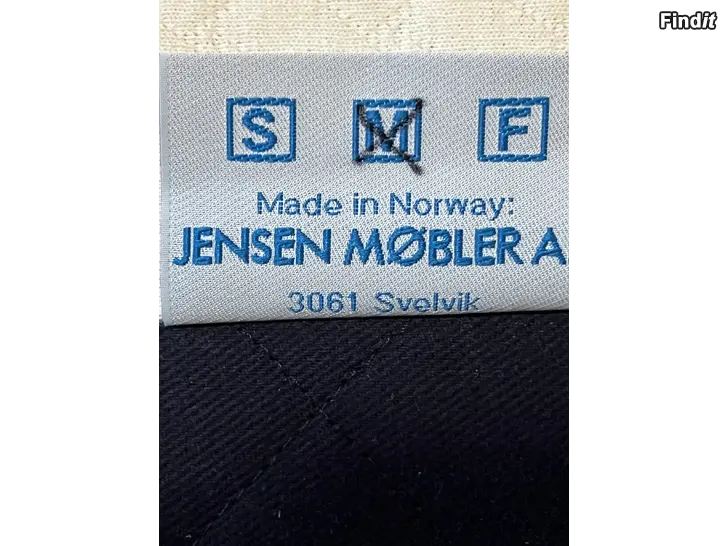 Findit
S M F
Made in Norway:
JENSEN MØBLER A
3061 Svelvik